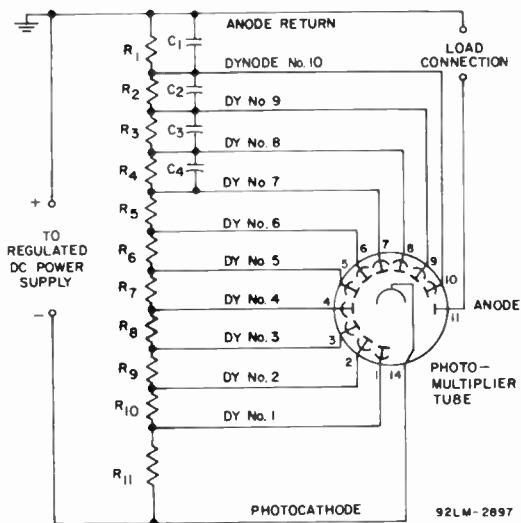 ANODE RETURN
R1
C1
LOAD
CONNECTION
DYNODE No. 10
R2
C2
DY No. 9
R3
C3
DY No. 8
R4
C4
DY No 7
R5
DY No. 6
+
TO
REGULATED
DC POWER
SUPPLY
-
R6
DY No. 5
R7
DY No. 4
R8
DY No. 3
R9
DY No. 2
R10
DY No. 1
R11
1
2
3
4
5
6
7
8
9
10
11
14
ANODE
PHOTO-
MULTIPLIER
TUBE
PHOTOCATHODE
92LM-2897